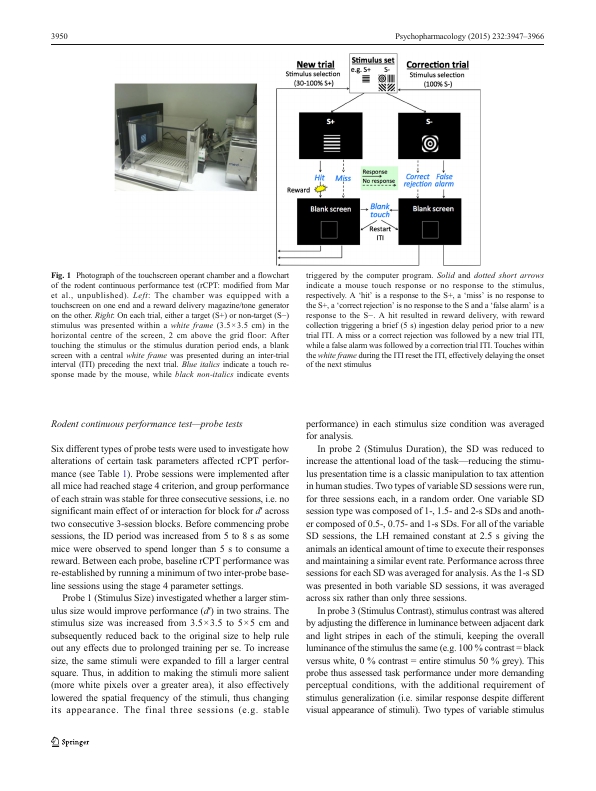 3950
Psychopharmacology (2015) 232:3947–3966
New trial
Stimulus selection
(30-100% S+)
Stimulus set
e.g. S+ S-
Correction trial
Stimulus selection
(100% S-)
S+
S-
Hit
Miss
Response
No response
Correct
rejection
False
alarm
Reward
Blank screen
Blank
touch
Blank screen
Restart
ITI
Fig. 1 Photograph of the touchscreen operant chamber and a flowchart
of the rodent continuous performance test (rCPT: modified from Mar
et al., unpublished). Left: The chamber was equipped with a
touchscreen on one end and a reward delivery magazine/tone generator
on the other. Right: On each trial, either a target (S+) or non-target (S−)
stimulus was presented within a white frame (3.5×3.5 cm) in the
horizontal centre of the screen, 2 cm above the grid floor: After
touching the stimulus or the stimulus duration period ends, a blank
screen with a central white frame was presented during an inter-trial
interval (ITI) preceding the next trial. Blue italics indicate a touch re-
sponse made by the mouse, while black non-italics indicate events
triggered by the computer program. Solid and dotted short arrows
indicate a mouse touch response or no response to the stimulus,
respectively. A ‘hit’ is a response to the S+, a ‘miss’ is no response to
the S+, a ‘correct rejection’ is no response to the S and a ‘false alarm’ is a
response to the S−. A hit resulted in reward delivery, with reward
collection triggering a brief (5 s) ingestion delay period prior to a new
trial ITI. A miss or a correct rejection was followed by a new trial ITI,
while a false alarm was followed by a correction trial ITI. Touches within
the white frame during the ITI reset the ITI, effectively delaying the onset
of the next stimulus
Rodent continuous performance test—probe tests
Six different types of probe tests were used to investigate how
alterations of certain task parameters affected rCPT perfor-
mance (see Table 1). Probe sessions were implemented after
all mice had reached stage 4 criterion, and group performance
of each strain was stable for three consecutive sessions, i.e. no
significant main effect of or interaction for block for d′ across
two consecutive 3-session blocks. Before commencing probe
sessions, the ID period was increased from 5 to 8 s as some
mice were observed to spend longer than 5 s to consume a
reward. Between each probe, baseline rCPT performance was
re-established by running a minimum of two inter-probe base-
line sessions using the stage 4 parameter settings.
Probe 1 (Stimulus Size) investigated whether a larger stim-
ulus size would improve performance (d′) in two strains. The
stimulus size was increased from 3.5×3.5 to 5×5 cm and
subsequently reduced back to the original size to help rule
out any effects due to prolonged training per se. To increase
size, the same stimuli were expanded to fill a larger central
square. Thus, in addition to making the stimuli more salient
(more white pixels over a greater area), it also effectively
lowered the spatial frequency of the stimuli, thus changing
its appearance. The final three sessions (e.g. stable
performance) in each stimulus size condition was averaged
for analysis.
In probe 2 (Stimulus Duration), the SD was reduced to
increase the attentional load of the task—reducing the stimu-
lus presentation time is a classic manipulation to tax attention
in human studies. Two types of variable SD sessions were run,
for three sessions each, in a random order. One variable SD
session type was composed of 1-, 1.5- and 2-s SDs and anoth-
er composed of 0.5-, 0.75- and 1-s SDs. For all of the variable
SD sessions, the LH remained constant at 2.5 s giving the
animals an identical amount of time to execute their responses
and maintaining a similar event rate. Performance across three
sessions for each SD was averaged for analysis. As the 1-s SD
was presented in both variable SD sessions, it was averaged
across six rather than only three sessions.
In probe 3 (Stimulus Contrast), stimulus contrast was altered
by adjusting the difference in luminance between adjacent dark
and light stripes in each of the stimuli, keeping the overall
luminance of the stimulus the same (e.g. 100 % contrast = black
versus white, 0 % contrast = entire stimulus 50 % grey). This
probe thus assessed task performance under more demanding
perceptual conditions, with the additional requirement of
stimulus generalization (i.e. similar response despite different
visual appearance of stimuli). Two types of variable stimulus
Springer